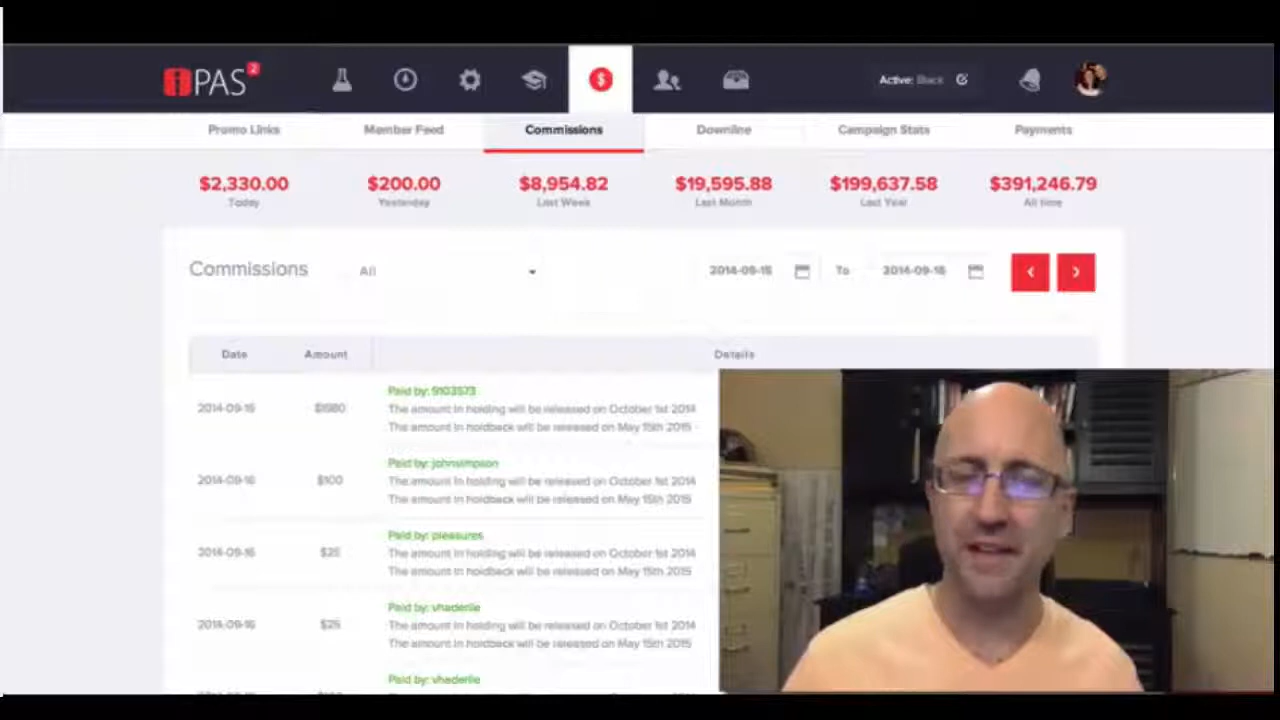 iPAS 2
Active: Black
Promo Links Member Feed Commissions Downline Campaign Stats Payments
$2,330.00 $200.00 $8,954.82 $19,595.88 $199,637.58 $391,246.79
Today Yesterday Last Week Last Month Last Year All time
Commissions All 2014-09-15 To 2014-09-16
Date Amount Details
Paid by: 9103573
2014-09-16 $1980 The amount in holding will be released on October 1st 2014
The amount in holdback will be released on May 15th 2015 -
Paid by: johnsimpson
2014-09-16 $100 The amount in holding will be released on October 1st 2014
The amount in holdback will be released on May 15th 2015
Paid by: pleasures
2014-09-16 $25 The amount in holding will be released on October 1st 2014
The amount in holdback will be released on May 15th 2015
Paid by: vhaderlie
2014-09-16 $25 The amount in holding will be released on October 1st 2014
The amount in holdback will be released on May 15th 2015
Paid by: vhaderlie